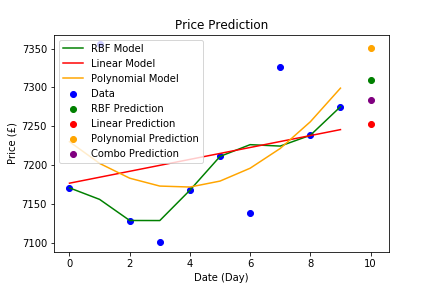 Price Prediction
7350
7300
7250
7200
7150
7100
Price (£)
RBF Model
Linear Model
Polynomial Model
Data
RBF Prediction
Linear Prediction
Polynomial Prediction
Combo Prediction
0
2
4
6
8
10
Date (Day)